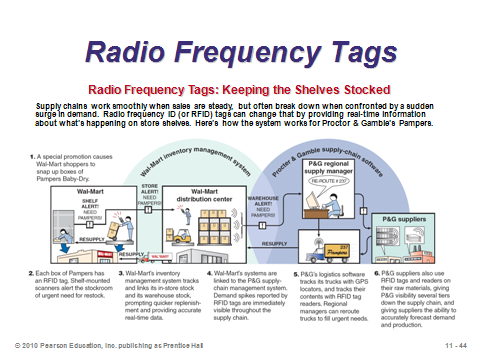 Radio Frequency Tags
Radio Frequency Tags: Keeping the Shelves Stocked
Supply chains work smoothly when sales are steady, but often break down when confronted by a sudden
surge in demand. Radio frequency ID (or RFID) tags can change that by providing real-time information
about what's happening on store shelves. Here's how the system works for Procter & Gamble's Pampers.
Wal-Mart inventory management system
Procter & Gamble supply-chain software
1. A special promotion causes
Wal-Mart shoppers to
snap up boxes of
Pampers Baby-Dry.
Wal-Mart
SHELF
ALERT!
NEED
PAMPERS!
1
RESUPPLY
STORE
ALERT!
NEED
PAMPERS!
1
RESUPPLY
WAL*MART
Wal-Mart
distribution center
WAREHOUSE
ALERT!
NEED
PAMPERS!
1
RESUPPLY
P&G regional
supply manager
RE-ROUTE # 237
1
237
Pampers
1
P&G suppliers
2. Each box of Pampers has
an RFID tag. Shelf-mounted
scanners alert the stockroom
of urgent need for restock.
3. Wal-Mart's inventory
management system tracks
and links its in-store stock
and its warehouse stock,
prompting quicker replenish-
ment and providing accurate
real-time data.
4. Wal-Mart's systems are
linked to the P&G supply-
chain management system.
Demand spikes reported by
RFID tags are immediately
visible throughout the
supply chain.
5. P&G's logistics software
tracks its trucks with GPS
locators, and tracks their
contents with RFID tag
readers. Regional
managers can reroute
trucks to fill urgent needs.
6. P&G suppliers also use
RFID tags and readers on
their raw materials, giving
P&G visibility several tiers
down the supply chain, and
giving suppliers the ability to
accurately forecast demand
and production.
© 2010 Pearson Education, Inc. publishing as Prentice Hall
11 - 44